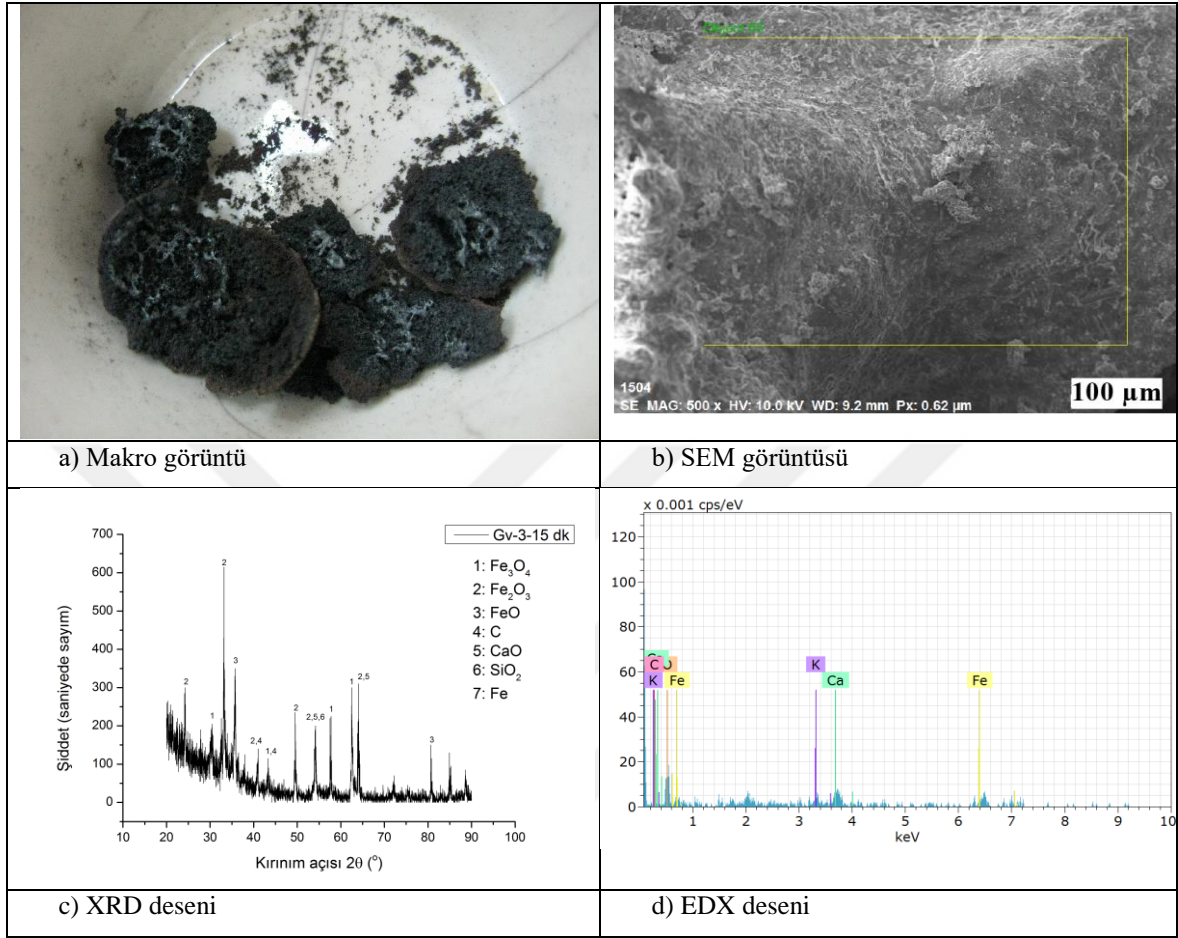 1504
SE MAG: 500 x HV: 10.0 kV WD: 9.2 mm Px: 0.62 µm
100 µm
a) Makro görüntü
b) SEM görüntüsü
700
600
500
400
300
200
100
0
Şiddet (saniyede sayım)
Gv-3-15 dk
1: Fe₃O₄
2: Fe₂O₃
3: FeO
4: C
5: CaO
6: SiO₂
7: Fe
2
2
1
3
2,4
1,4
2
2,5,6
1
1
2,5
3
10 20 30 40 50 60 70 80 90 100
Kırınım açısı 2θ (°)
x 0.001 cps/eV
120
100
80
60
40
20
0
C O
K Fe
K
Ca
Fe
1 2 3 4 5 6 7 8 9 10
keV
c) XRD deseni
d) EDX deseni